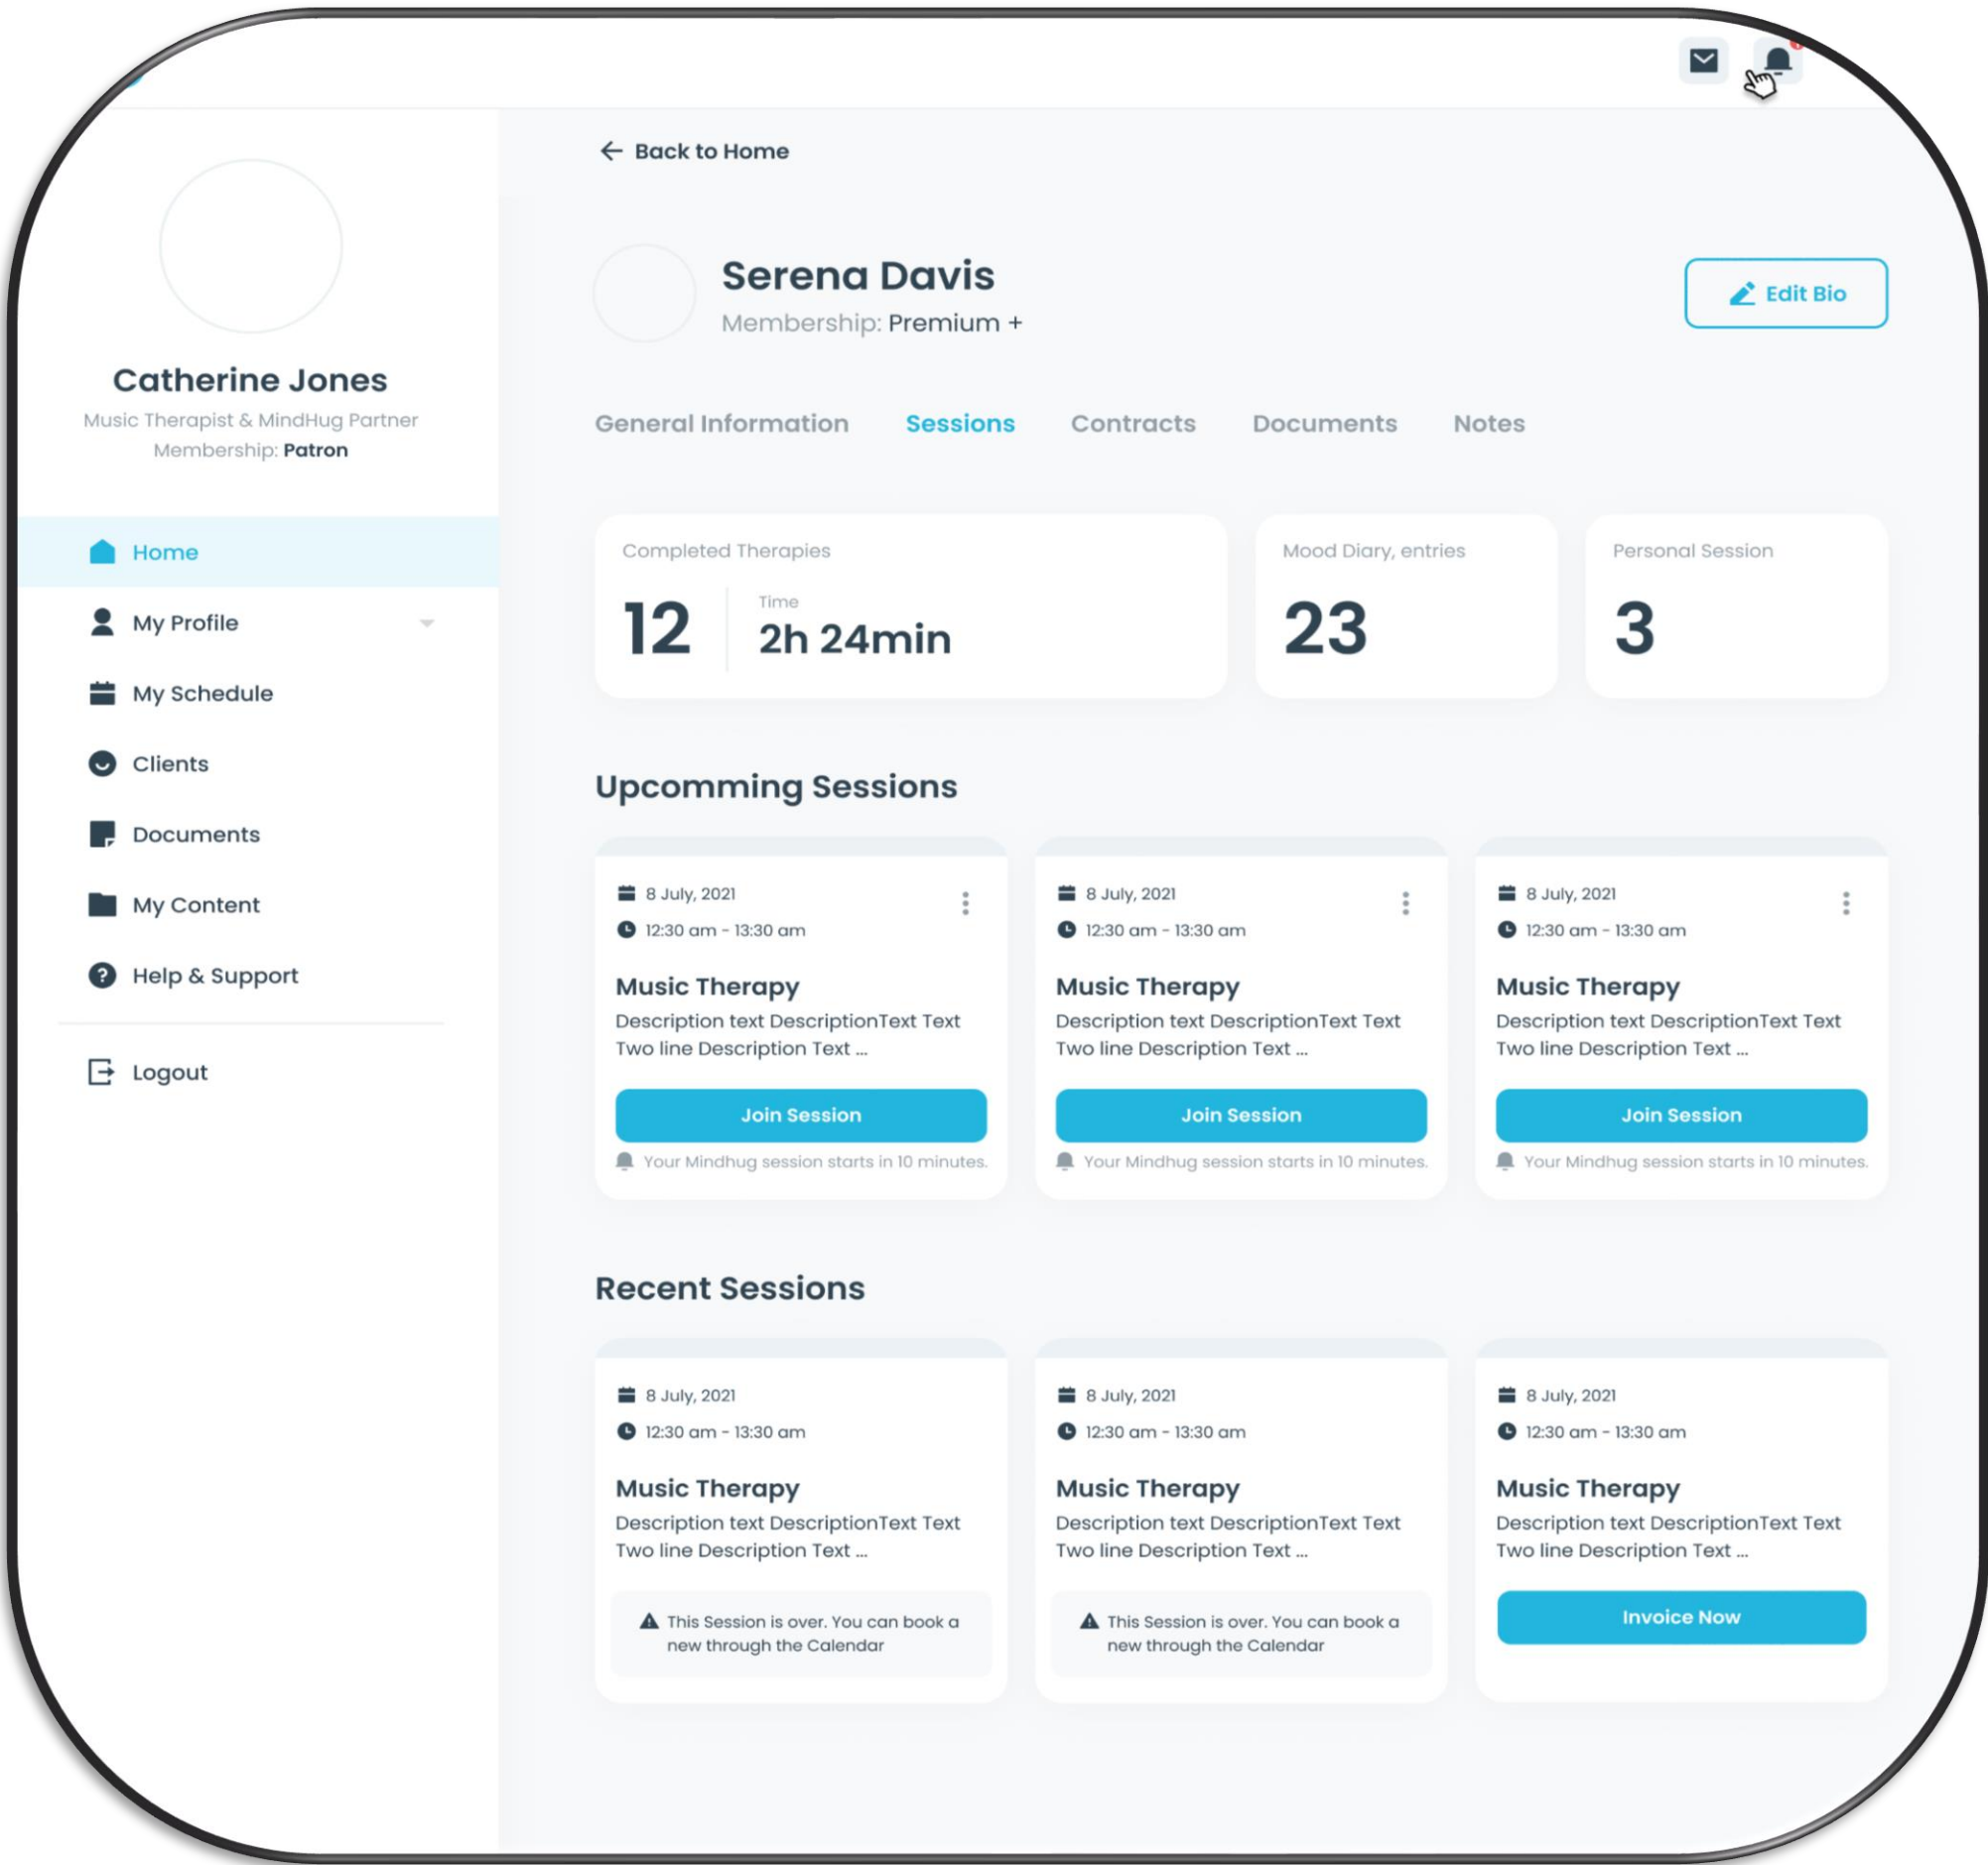 Back to Home
Serena Davis
Membership: Premium +
Edit Bio
Catherine Jones
Music Therapist & MindHug Partner
Membership: Patron
Home
My Profile
My Schedule
Clients
Documents
My Content
Help & Support
Logout
General Information Sessions Contracts Documents Notes
Completed Therapies
12
Time
2h 24min
Mood Diary, entries
23
Personal Session
3
Upcomming Sessions
8 July, 2021
12:30 am - 13:30 am
Music Therapy
Description text DescriptionText Text
Two line Description Text ...
Join Session
Your Mindhug session starts in 10 minutes.
8 July, 2021
12:30 am - 13:30 am
Music Therapy
Description text DescriptionText Text
Two line Description Text ...
Join Session
Your Mindhug session starts in 10 minutes.
8 July, 2021
12:30 am - 13:30 am
Music Therapy
Description text DescriptionText Text
Two line Description Text ...
Join Session
Your Mindhug session starts in 10 minutes.
Recent Sessions
8 July, 2021
12:30 am - 13:30 am
Music Therapy
Description text DescriptionText Text
Two line Description Text ...
This Session is over. You can book a
new through the Calendar
8 July, 2021
12:30 am - 13:30 am
Music Therapy
Description text DescriptionText Text
Two line Description Text ...
This Session is over. You can book a
new through the Calendar
8 July, 2021
12:30 am - 13:30 am
Music Therapy
Description text DescriptionText Text
Two line Description Text ...
Invoice Now